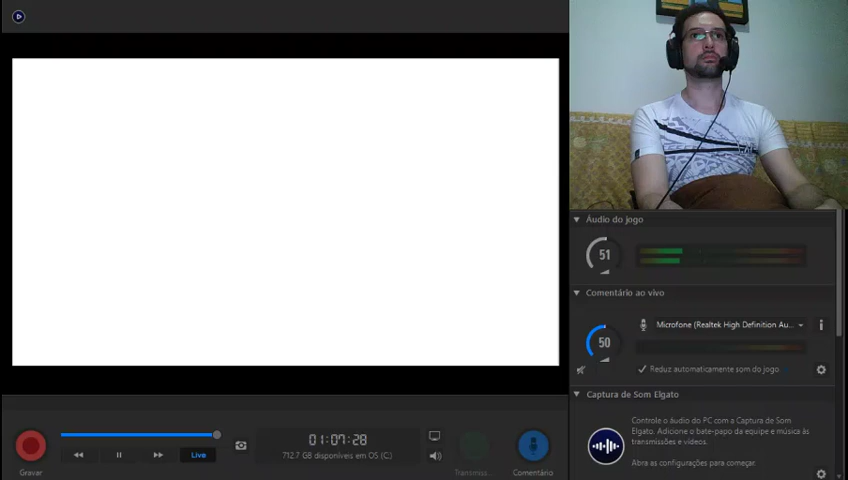 Áudio do jogo
51
Comentário ao vivo
Microfone (Realtek High Definition Au...
50
Reduz automaticamente som do jogo
Captura de Som Elgato
Controle o áudio do PC com a Captura de Som
Elgato. Adicione o bate-papo da equipe e música às
transmissões e vídeos.
Abra as configurações para começar.
Live
01:07:28
712.7 GB disponíveis em OS (C:)
Gravar
Transmiss...
Comentário